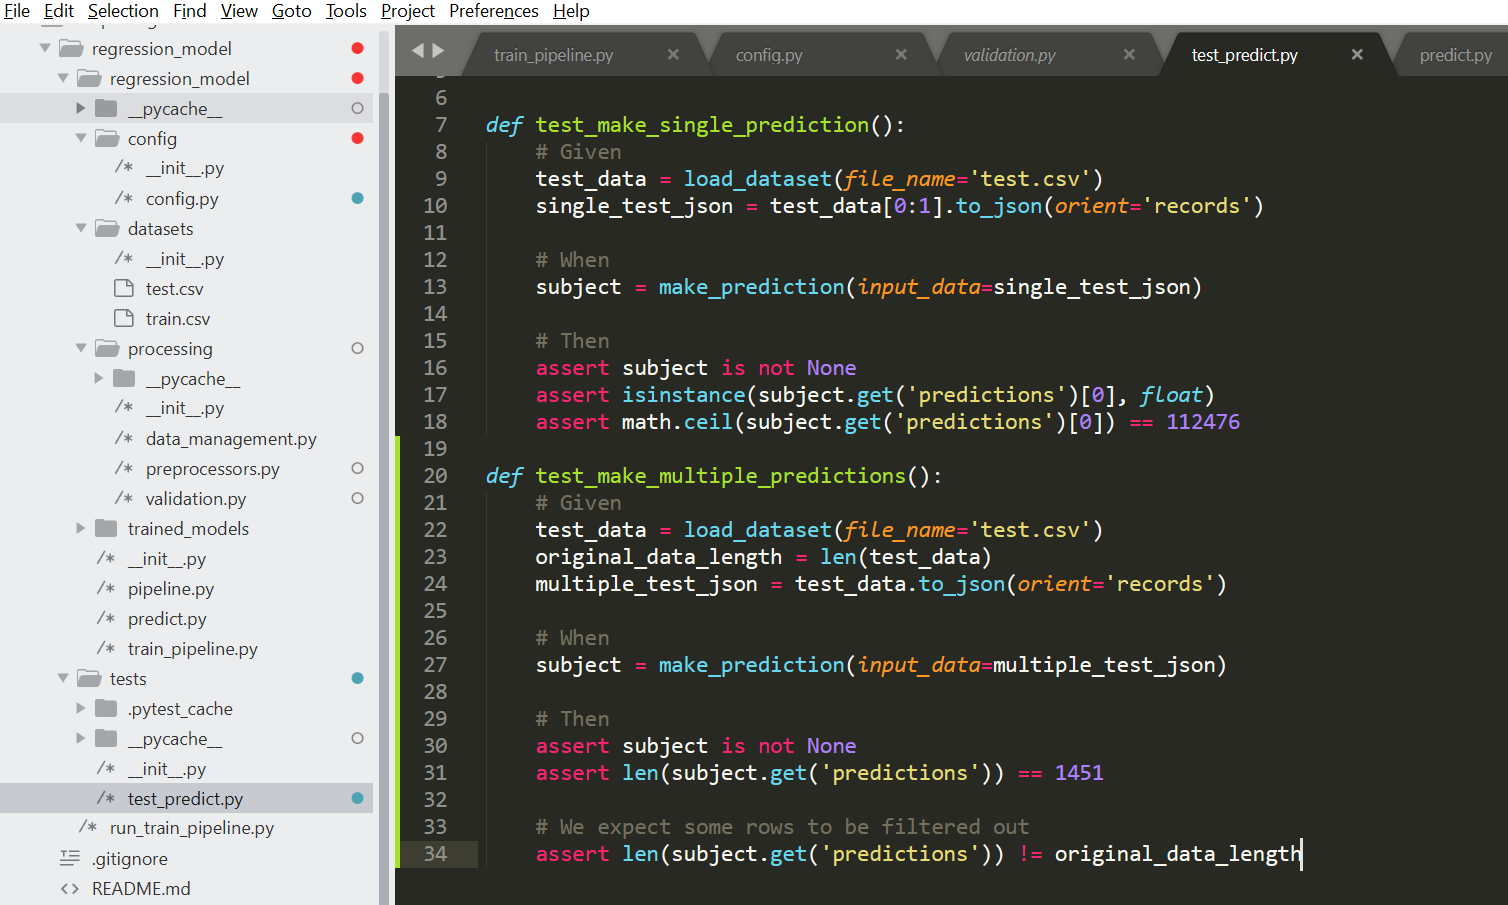 File Edit Selection Find View Goto Tools Project Preferences Help
regression_model
regression_model
__pycache__
config
/* __init__.py
/* config.py
datasets
/* __init__.py
test.csv
train.csv
processing
__pycache__
/* __init__.py
/* data_management.py
/* preprocessors.py
/* validation.py
trained_models
/* __init__.py
/* pipeline.py
/* predict.py
/* train_pipeline.py
tests
.pytest_cache
__pycache__
/* __init__.py
/* test_predict.py
/* run_train_pipeline.py
.gitignore
<> README.md
train_pipeline.py × config.py × validation.py × test_predict.py × predict.py
6
7 def test_make_single_prediction():
8 # Given
9 test_data = load_dataset(file_name='test.csv')
10 single_test_json = test_data[0:1].to_json(orient='records')
11
12 # When
13 subject = make_prediction(input_data=single_test_json)
14
15 # Then
16 assert subject is not None
17 assert isinstance(subject.get('predictions')[0], float)
18 assert math.ceil(subject.get('predictions')[0]) == 112476
19
20 def test_make_multiple_predictions():
21 # Given
22 test_data = load_dataset(file_name='test.csv')
23 original_data_length = len(test_data)
24 multiple_test_json = test_data.to_json(orient='records')
25
26 # When
27 subject = make_prediction(input_data=multiple_test_json)
28
29 # Then
30 assert subject is not None
31 assert len(subject.get('predictions')) == 1451
32
33 # We expect some rows to be filtered out
34 assert len(subject.get('predictions')) != original_data_length